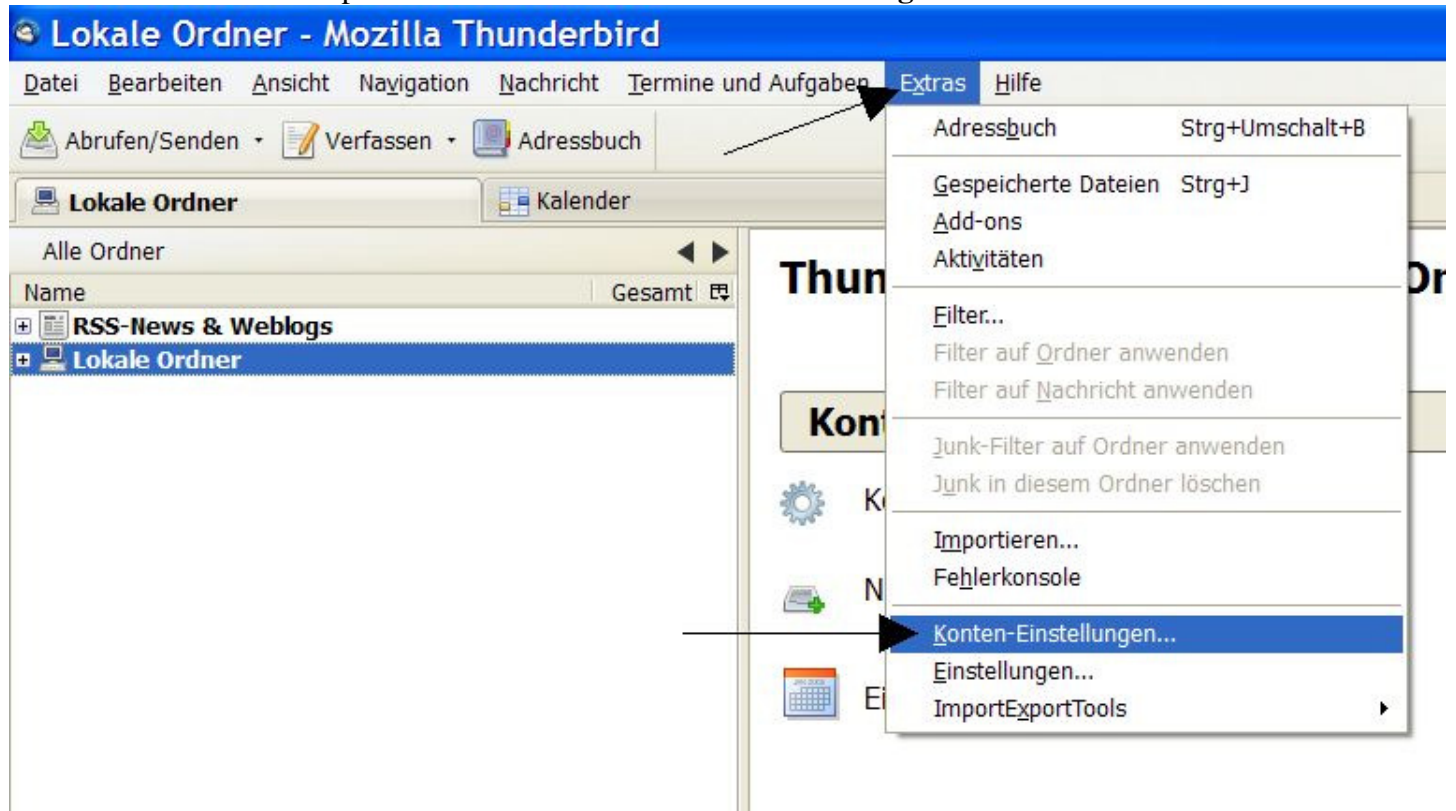 Lokale Ordner - Mozilla Thunderbird
Datei Bearbeiten Ansicht Navigation Nachricht Termine und Aufgaben Extras Hilfe
Abrufen/Senden Verfassen Adressbuch
Lokale Ordner Kalender
Alle Ordner
Name Gesamt
RSS-News & Weblogs
Lokale Ordner
Adressbuch Strg+Umschalt+B
Gespeicherte Dateien Strg+J
Add-ons
Aktivitäten
Filter...
Filter auf Ordner anwenden
Filter auf Nachricht anwenden
Junk-Filter auf Ordner anwenden
Junk in diesem Ordner löschen
Importieren...
Fehlerkonsole
Konten-Einstellungen...
Einstellungen...
ImportExportTools
Thun
Or
Kont
K
N
Ei